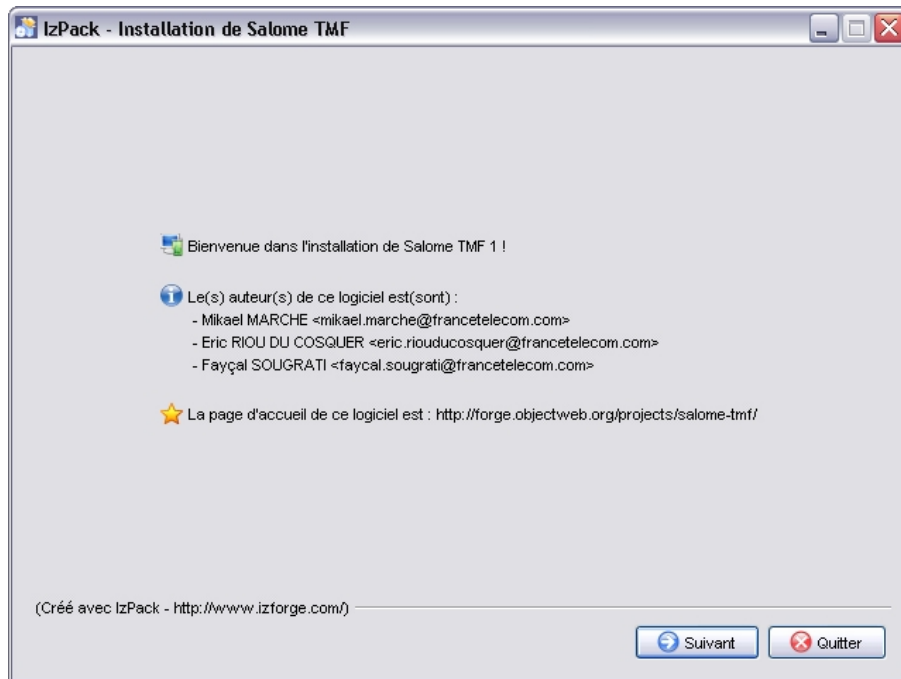 IzPack - Installation de Salome TMF
Bienvenue dans l'installation de Salome TMF 1 !
Le(s) auteur(s) de ce logiciel est(sont) :
- Mikael MARCHE <mikael.marche@francetelecom.com>
- Eric RIOU DU COSQUER <eric.riouducosquer@francetelecom.com>
- Fayçal SOUGRATI <faycal.sougrati@francetelecom.com>
La page d'accueil de ce logiciel est : http://forge.objectweb.org/projects/salome-tmf/
(Créé avec IzPack - http://www.izforge.com/)
Suivant
Quitter